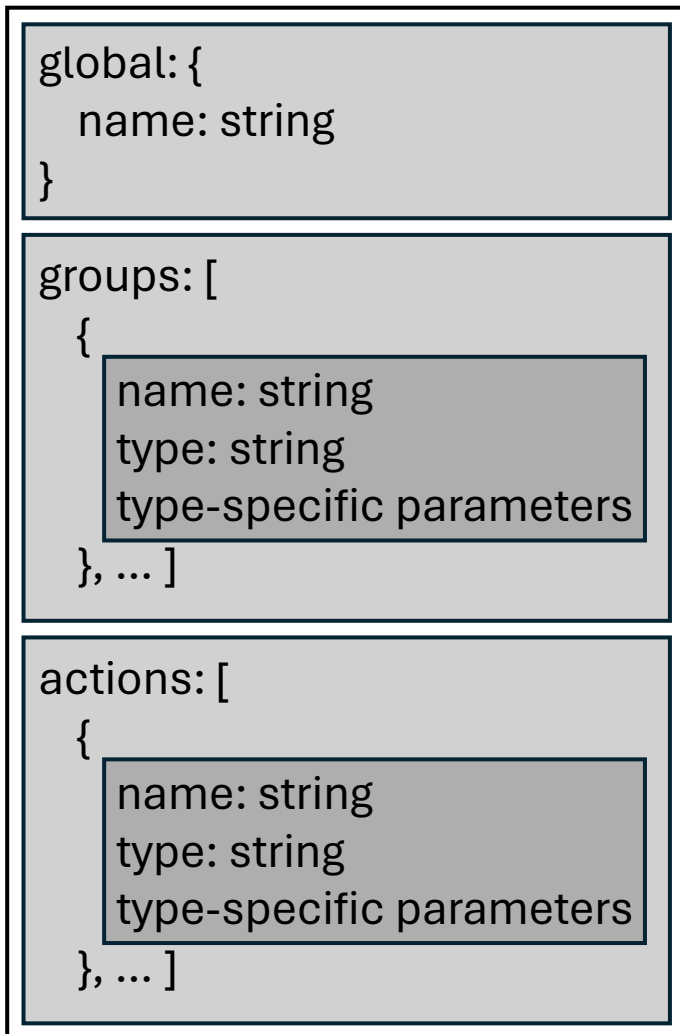 global: {
name: string
}
groups: [
{
name: string
type: string
type-specific parameters
}, ... ]
actions: [
{
name: string
type: string
type-specific parameters
}, ... ]